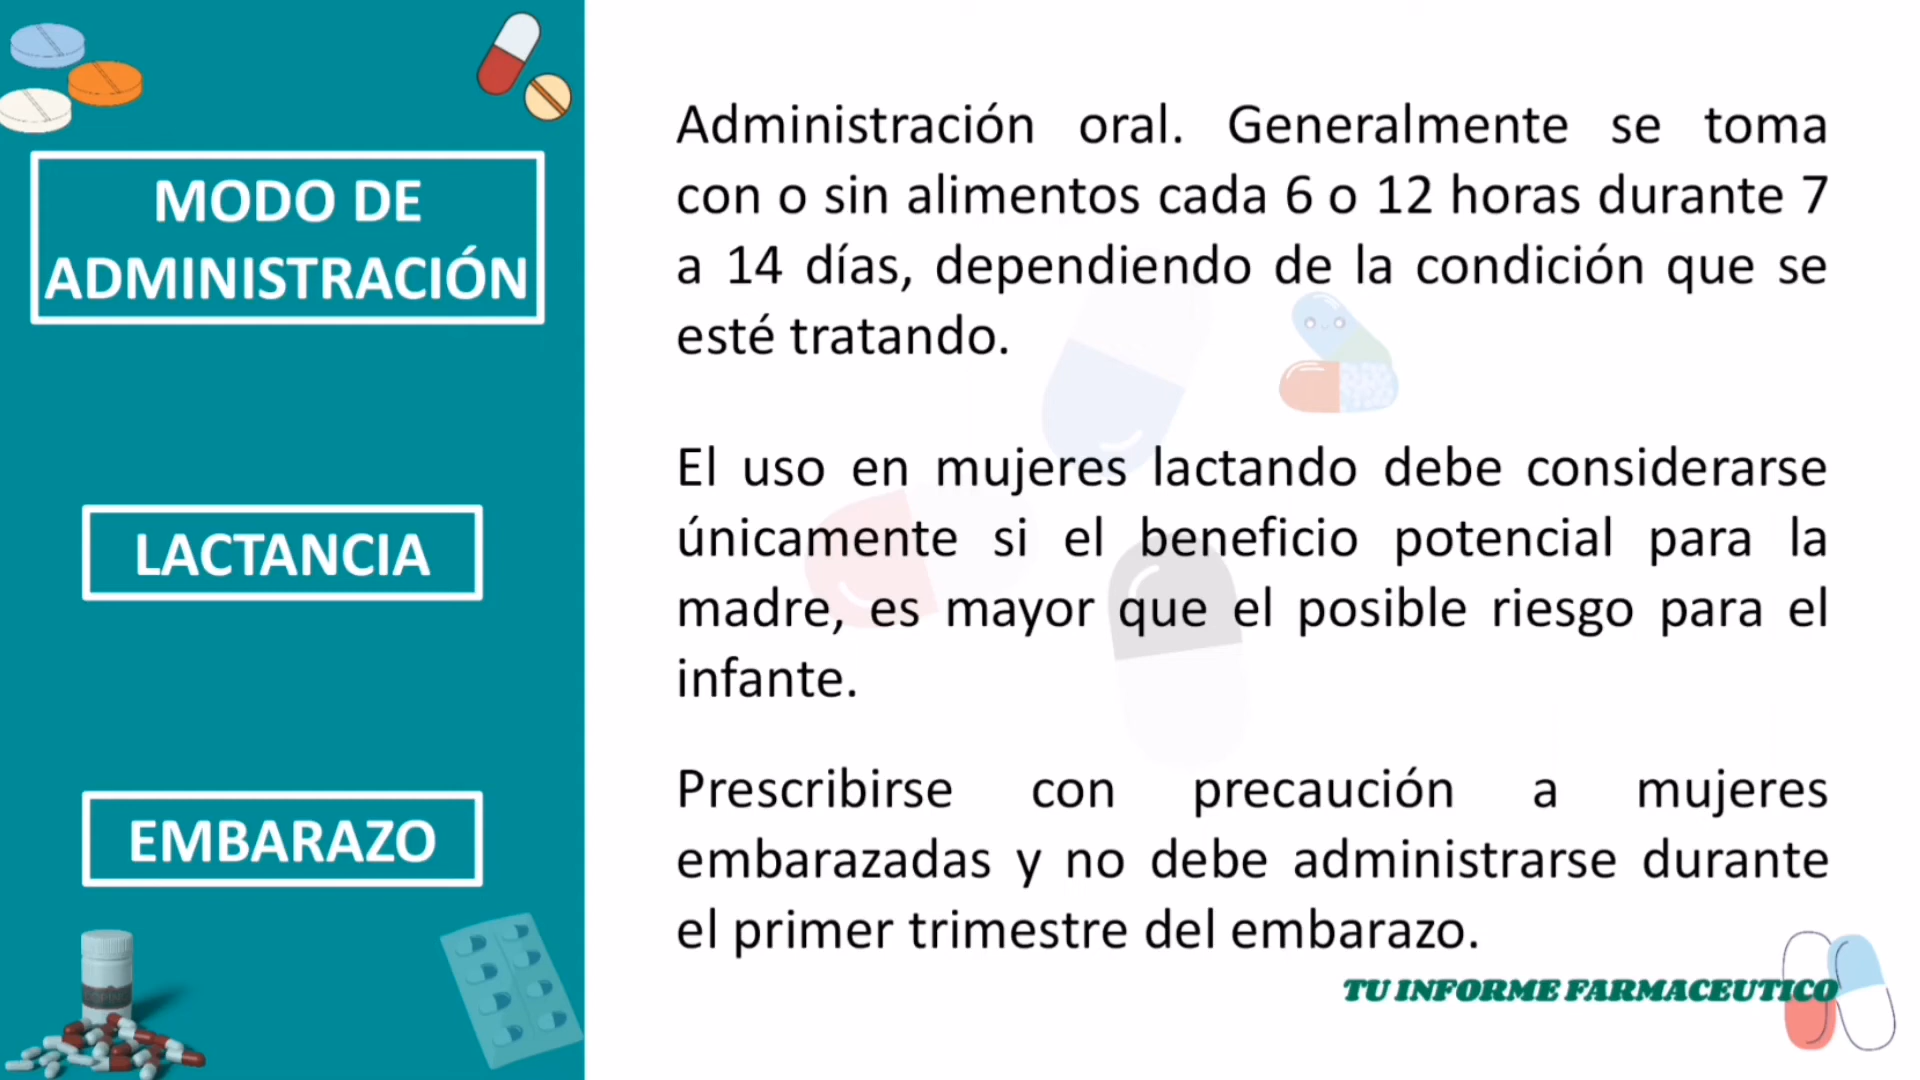 MODO DE
ADMINISTRACIÓN
Administración oral. Generalmente se toma
con o sin alimentos cada 6 o 12 horas durante 7
a 14 días, dependiendo de la condición que se
esté tratando.
LACTANCIA
El uso en mujeres lactando debe considerarse
únicamente si el beneficio potencial para la
madre, es mayor que el posible riesgo para el
infante.
EMBARAZO
Prescribirse con precaución a mujeres
embarazadas y no debe administrarse durante
el primer trimestre del embarazo.
TU INFORME FARMACEUTICO